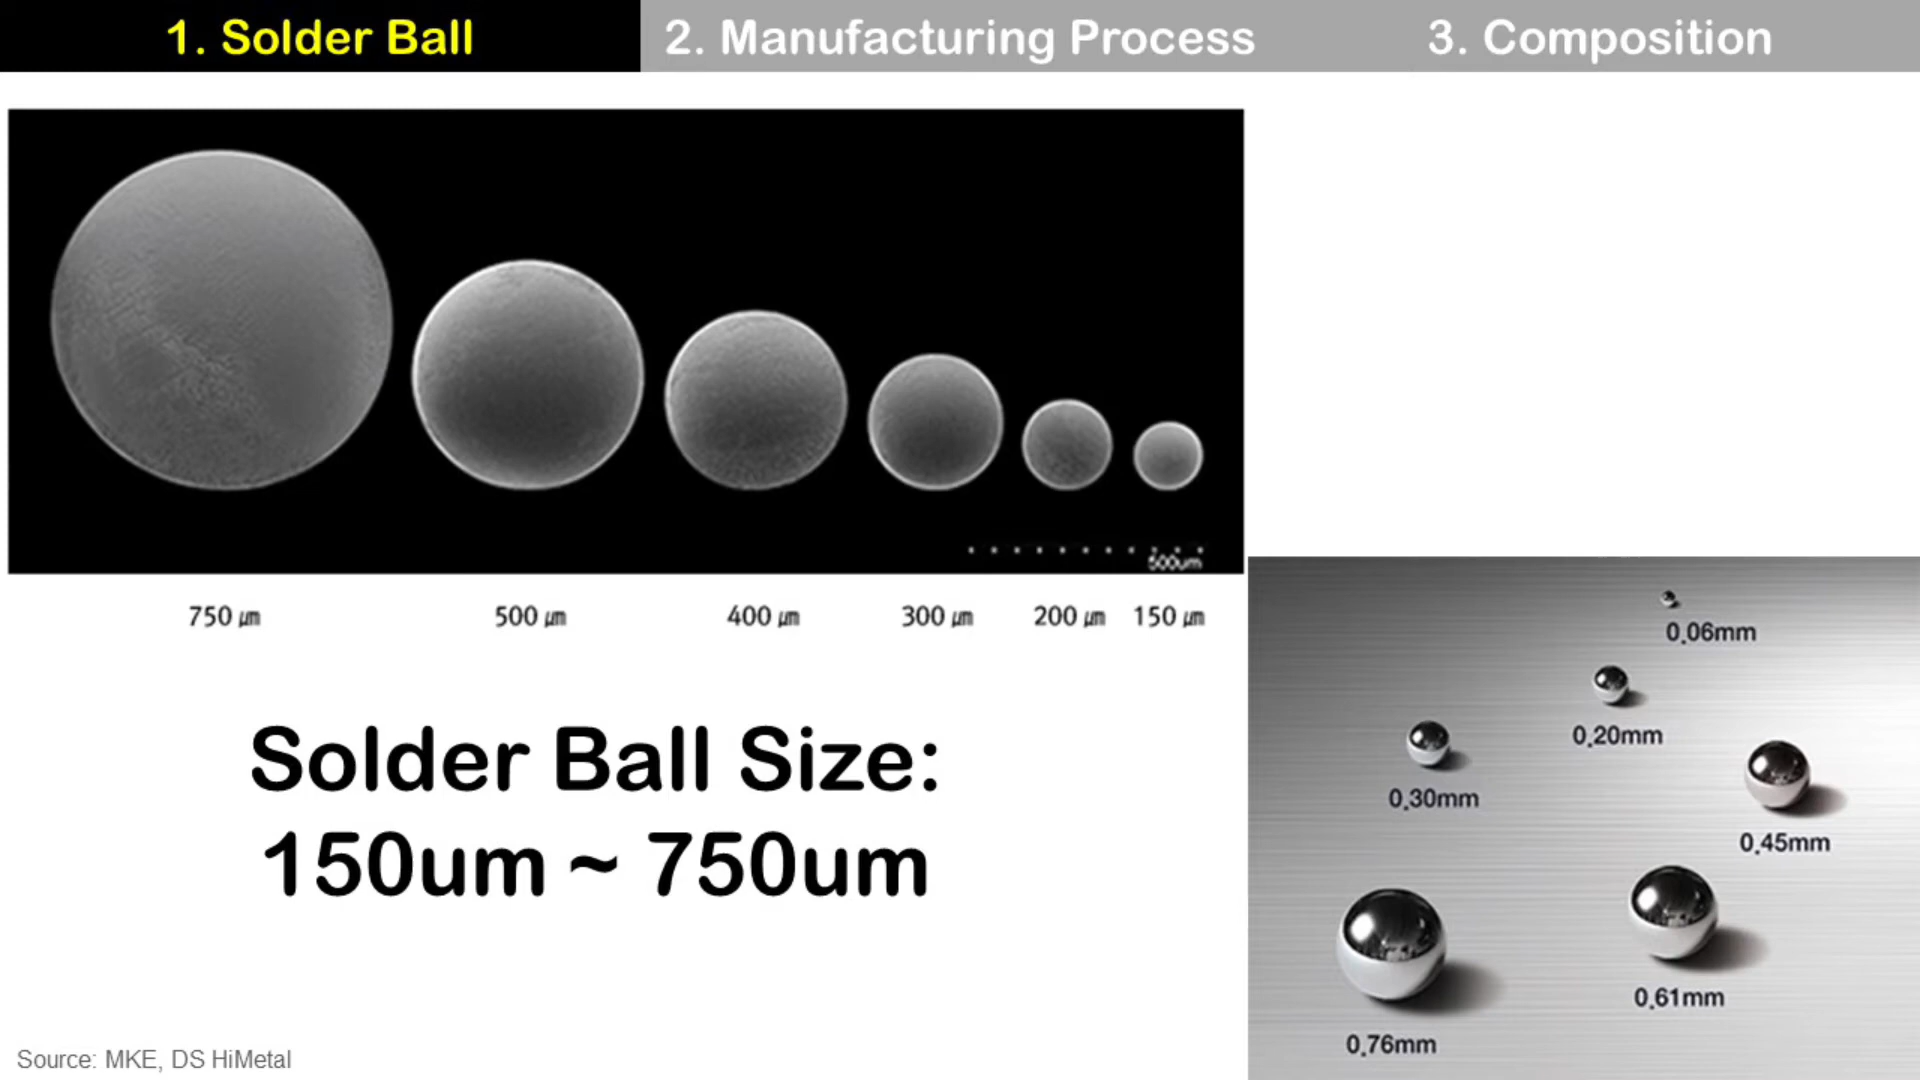 1. Solder Ball
2. Manufacturing Process
3. Composition
500um
750 μm
500 μm
400 μm
300 μm
200 μm
150 μm
Solder Ball Size:
150um ~ 750um
0.06mm
0.20mm
0.30mm
0.45mm
0.61mm
0.76mm
Source: MKE, DS HiMetal